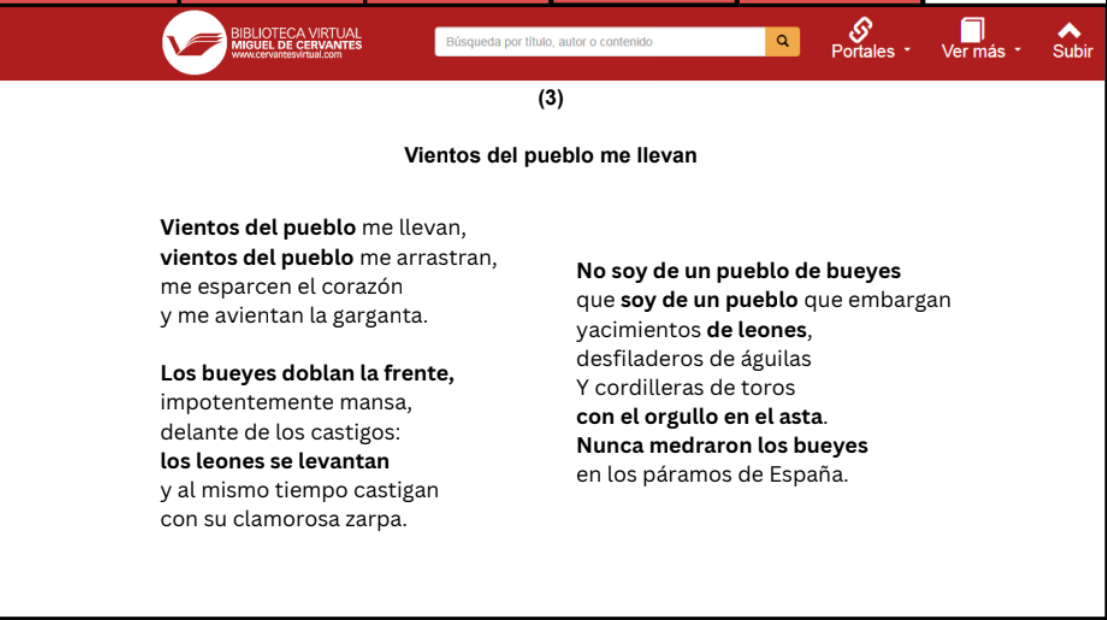 BIBLIOTECA VIRTUAL
MIGUEL DE CERVANTES
www.cervantesvirtual.com
Búsqueda por título, autor o contenido
Portales
Ver más
Subir
(3)
Vientos del pueblo me llevan
Vientos del pueblo me llevan,
vientos del pueblo me arrastran,
me esparcen el corazón
y me avientan la garganta.
Los bueyes doblan la frente,
impotentemente mansa,
delante de los castigos:
los leones se levantan
y al mismo tiempo castigan
con su clamorosa zarpa.
No soy de un pueblo de bueyes
que soy de un pueblo que embargan
yacimientos de leones,
desfiladeros de águilas
Y cordilleras de toros
con el orgullo en el asta.
Nunca medraron los bueyes
en los páramos de España.